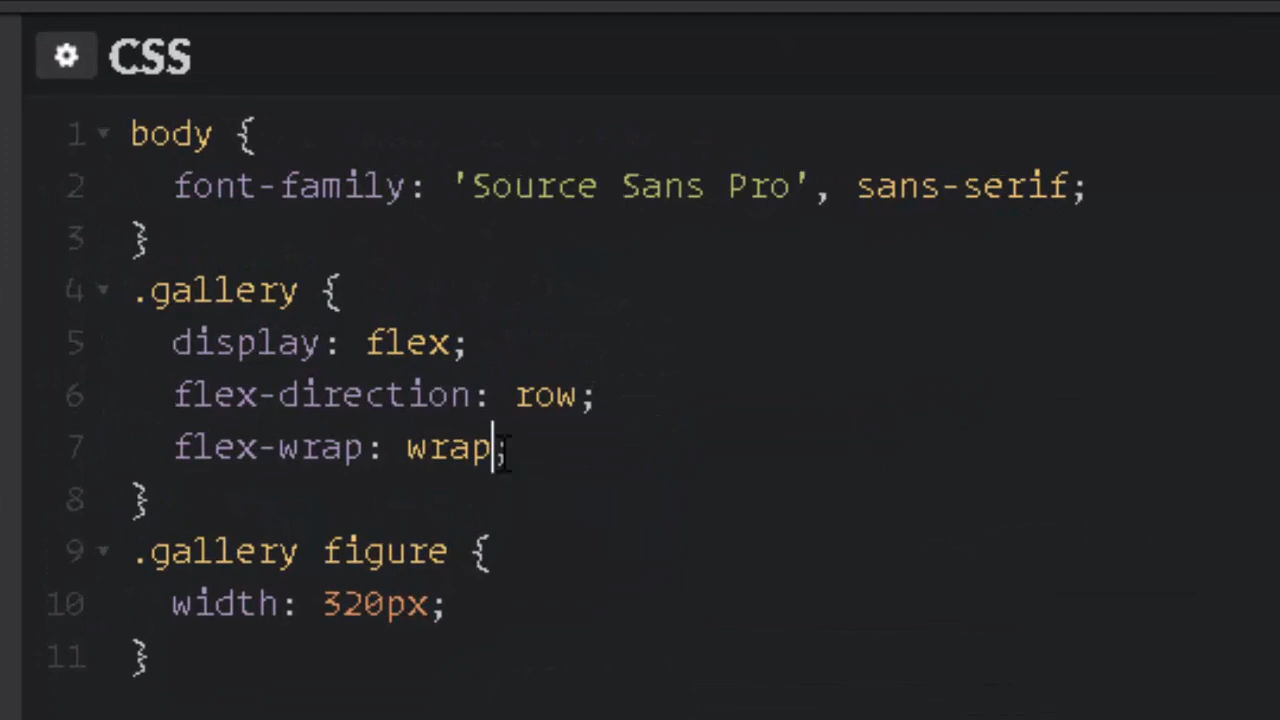 CSS
1 body {
2 font-family: 'Source Sans Pro', sans-serif;
3 }
4 .gallery {
5 display: flex;
6 flex-direction: row;
7 flex-wrap: wrap;
8 }
9 .gallery figure {
10 width: 320px;
11 }